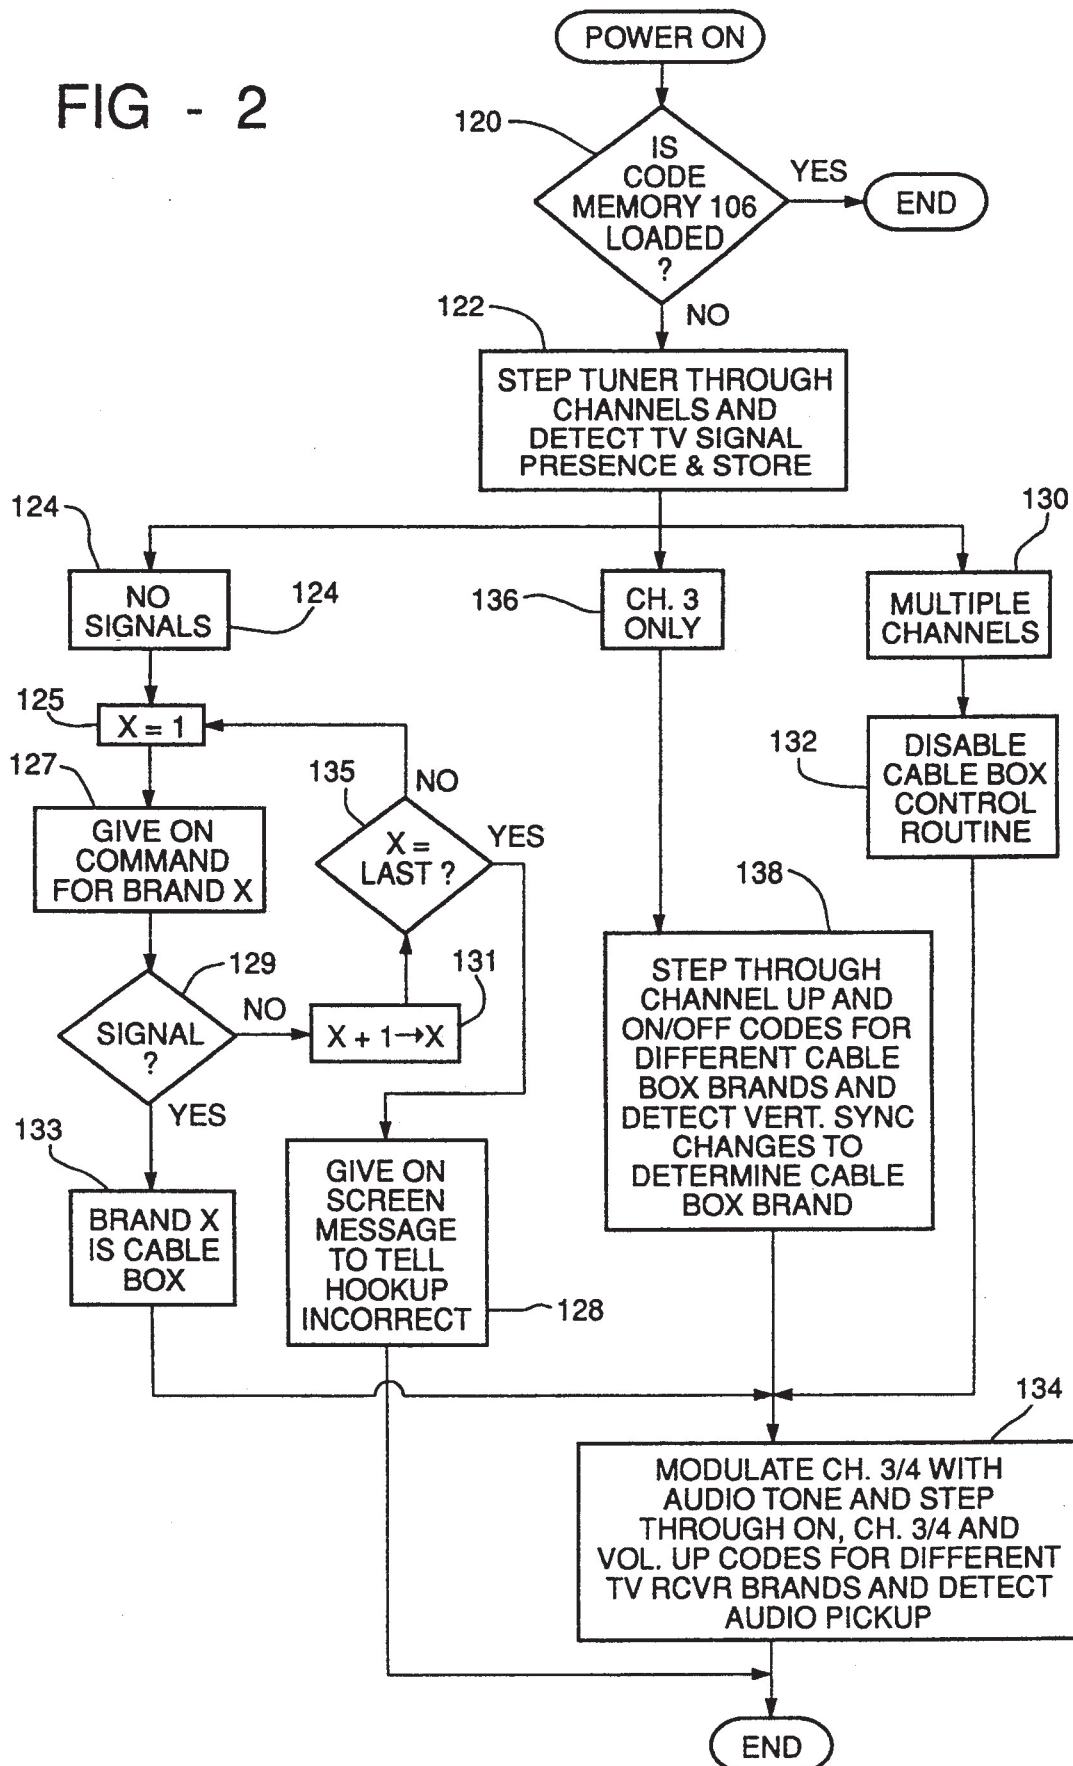 POWER ON
FIG - 2
120
IS
CODE
MEMORY 106
LOADED
?
YES
END
122
NO
STEP TUNER THROUGH
CHANNELS AND
DETECT TV SIGNAL
PRESENCE & STORE
124
NO
SIGNALS
124
136
CH. 3
ONLY
130
MULTIPLE
CHANNELS
125
X = 1
127
GIVE ON
COMMAND
FOR BRAND X
135
NO
X =
LAST ?
YES
132
DISABLE
CABLE BOX
CONTROL
ROUTINE
129
SIGNAL
?
NO
131
X + 1→X
YES
138
STEP THROUGH
CHANNEL UP AND
ON/OFF CODES FOR
DIFFERENT CABLE
BOX BRANDS AND
DETECT VERT. SYNC
CHANGES TO
DETERMINE CABLE
BOX BRAND
133
BRAND X
IS CABLE
BOX
GIVE ON
SCREEN
MESSAGE
TO TELL
HOOKUP
INCORRECT
128
134
MODULATE CH. 3/4 WITH
AUDIO TONE AND STEP
THROUGH ON, CH. 3/4 AND
VOL. UP CODES FOR DIFFERENT
TV RCVR BRANDS AND DETECT
AUDIO PICKUP
END